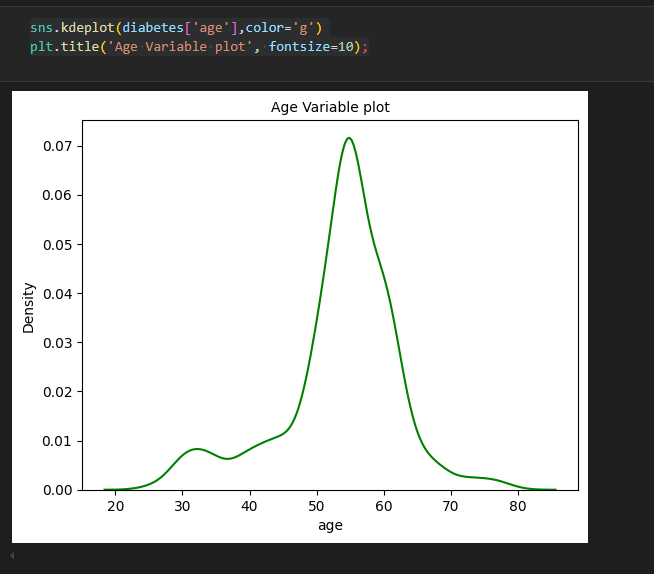 sns.kdeplot(diabetes['age'],color='g')
plt.title('Age Variable plot', fontsize=10);
Age Variable plot
0.07
0.06
0.05
0.04
0.03
0.02
0.01
0.00
Density
20 30 40 50 60 70 80
age